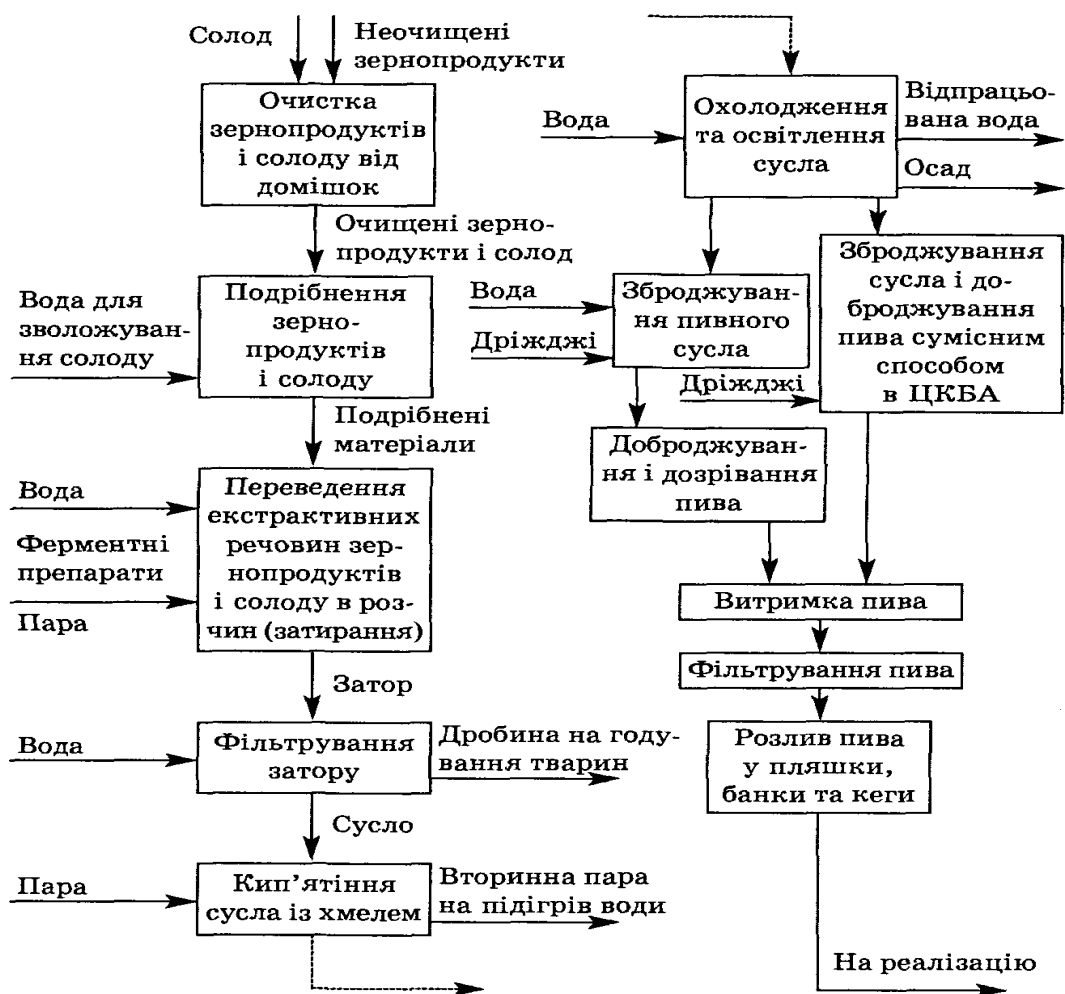 Солод
Неочищені
зернопродукти
Очистка
зернопродуктів
і солоду від
домішок
Очищені зерно-
продукти і солод
Вода для
зволожуван-
ня солоду
Подрібнення
зерно-
продуктів
і солоду
Подрібнені
матеріали
Вода
Ферментні
препарати
Пара
Переведення
екстрактивних
речовин зер-
нопродуктів
і солоду в роз-
чин (затирання)
Затор
Вода
Фільтрування
затору
Дробина на году-
вання тварин
Сусло
Пара
Кип’ятіння
сусла із хмелем
Вторинна пара
на підігрів води
Вода
Охолодження
та освітлення
сусла
Відпрацьо-
вана вода
Осад
Вода
Дріжджі
Зброджуван-
ня пивного
сусла
Зброджування
сусла і до-
броджування
пива сумісним
способом
в ЦКБА
Дріжджі
Доброджуван-
ня і дозрівання
пива
Витримка пива
Фільтрування пива
Розлив пива
у пляшки,
банки та кеги
На реалізацію